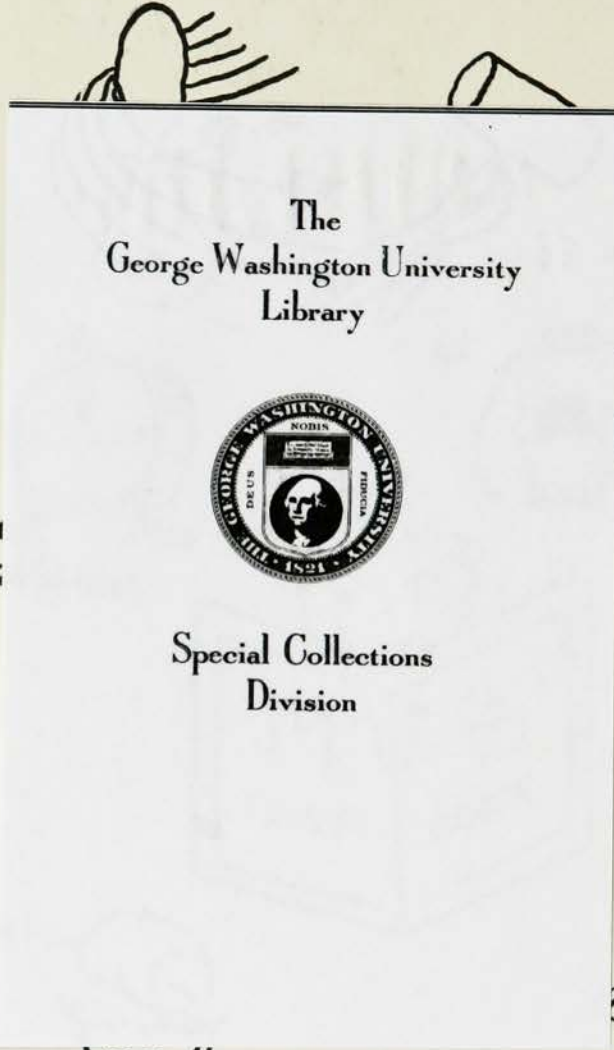 The
George Washington University
Library
THE GEORGE WASHINGTON UNIVERSITY
NOBIS
DEUS
FIDUCIA
· 1821 ·
Special Collections
Division